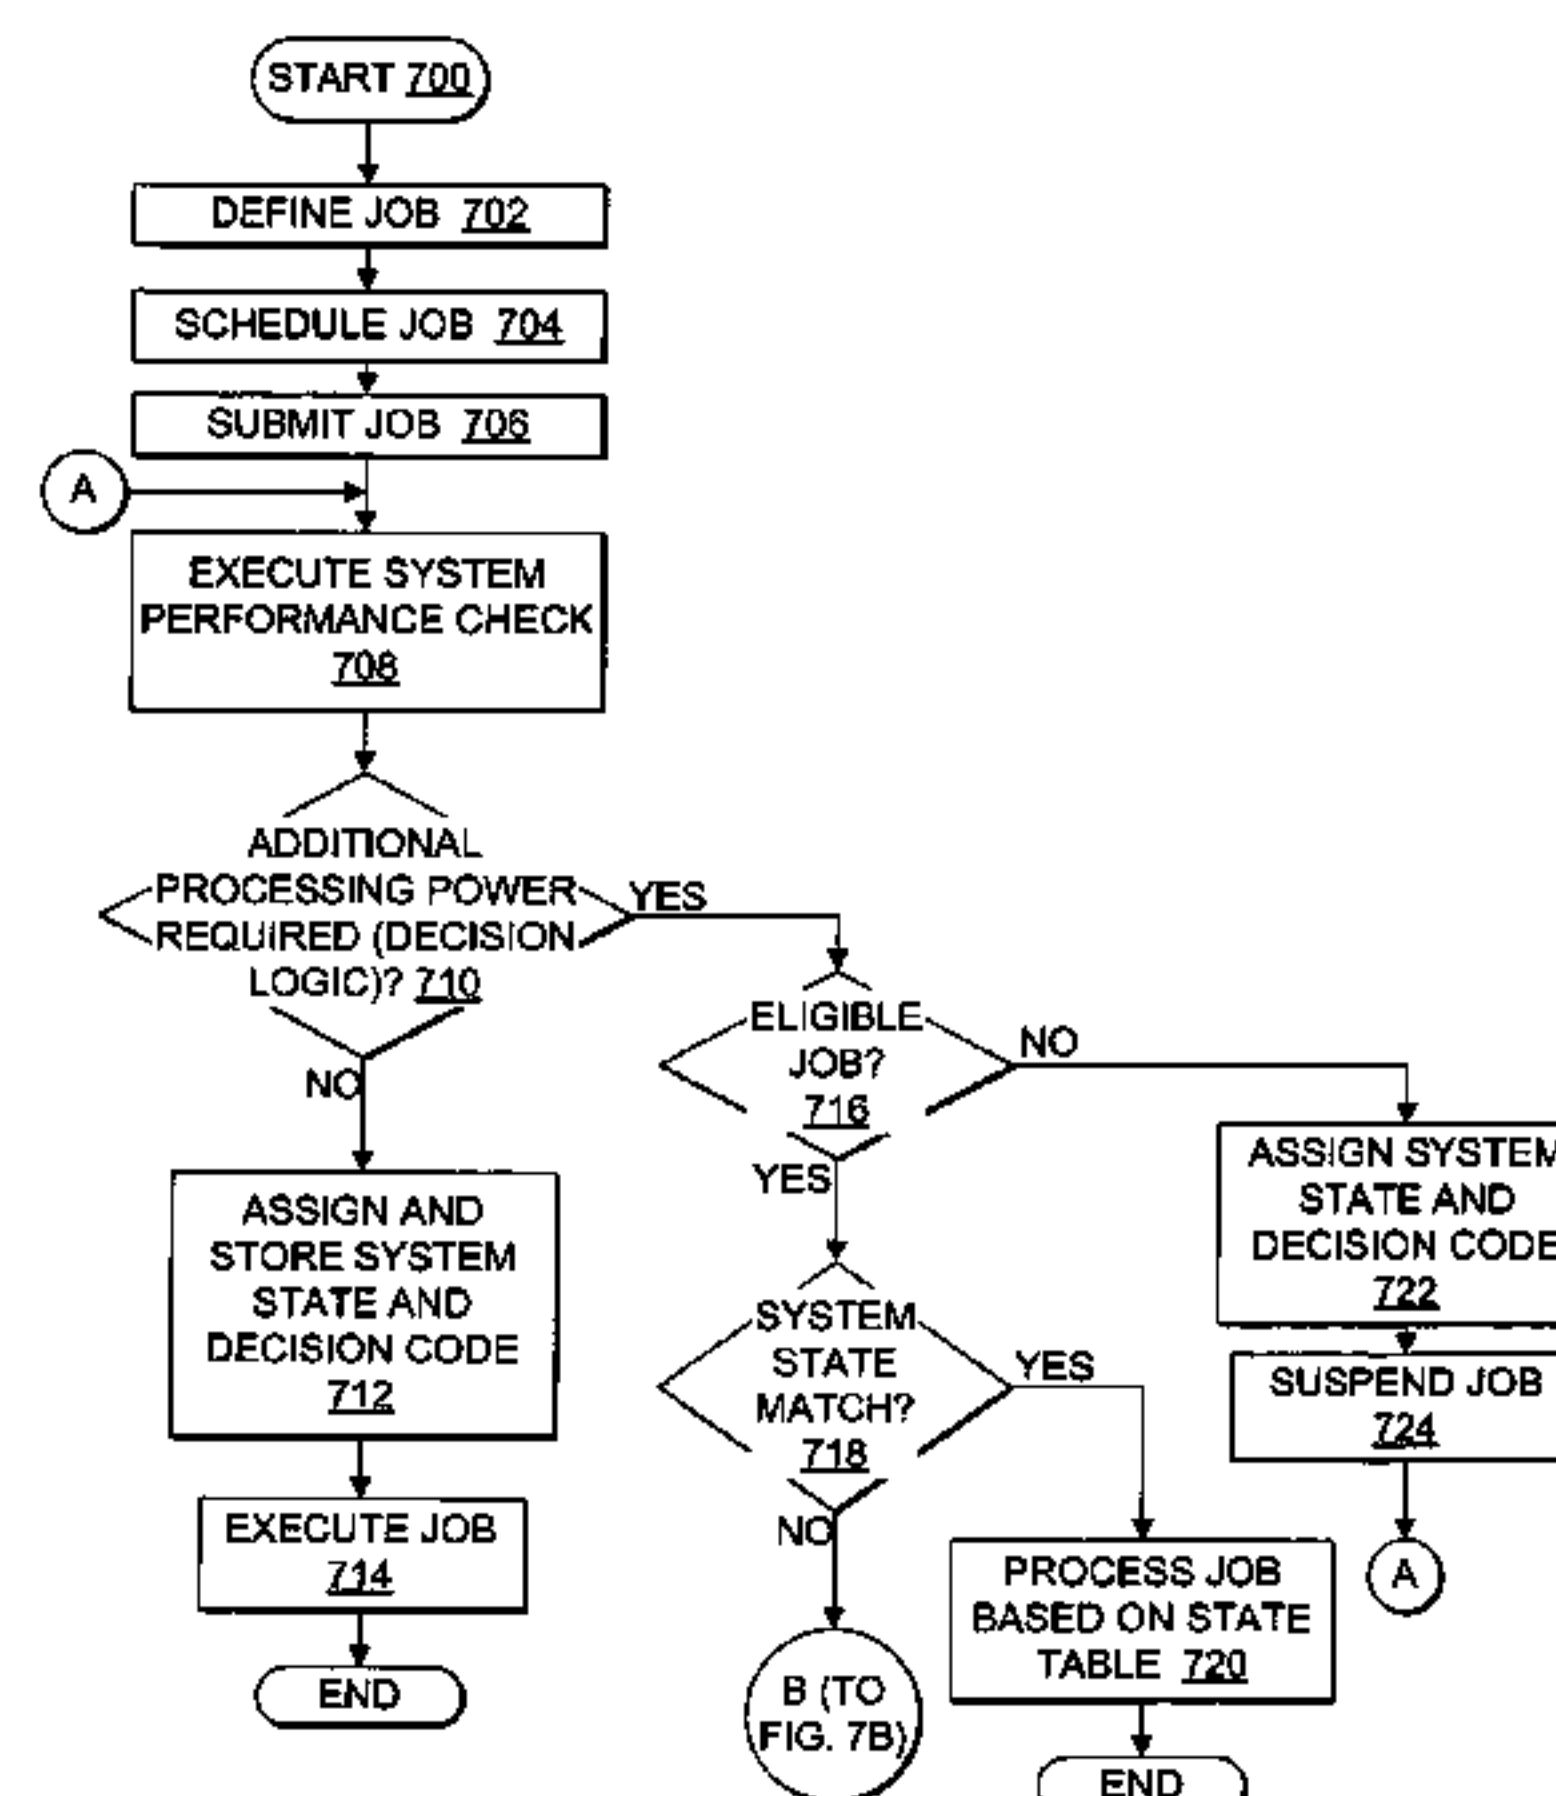 START 700
DEFINE JOB 702
SCHEDULE JOB 704
SUBMIT JOB 706
A
EXECUTE SYSTEM
PERFORMANCE CHECK
708
ADDITIONAL
PROCESSING POWER
REQUIRED (DECISION
LOGIC)? 710
YES
NO
ASSIGN AND
STORE SYSTEM
STATE AND
DECISION CODE
712
EXECUTE JOB
714
END
ELIGIBLE
JOB?
716
NO
YES
SYSTEM
STATE
MATCH?
718
YES
NO
B (TO
FIG. 7B)
PROCESS JOB
BASED ON STATE
TABLE 720
END
ASSIGN SYSTEM
STATE AND
DECISION CODE
722
SUSPEND JOB
724
A